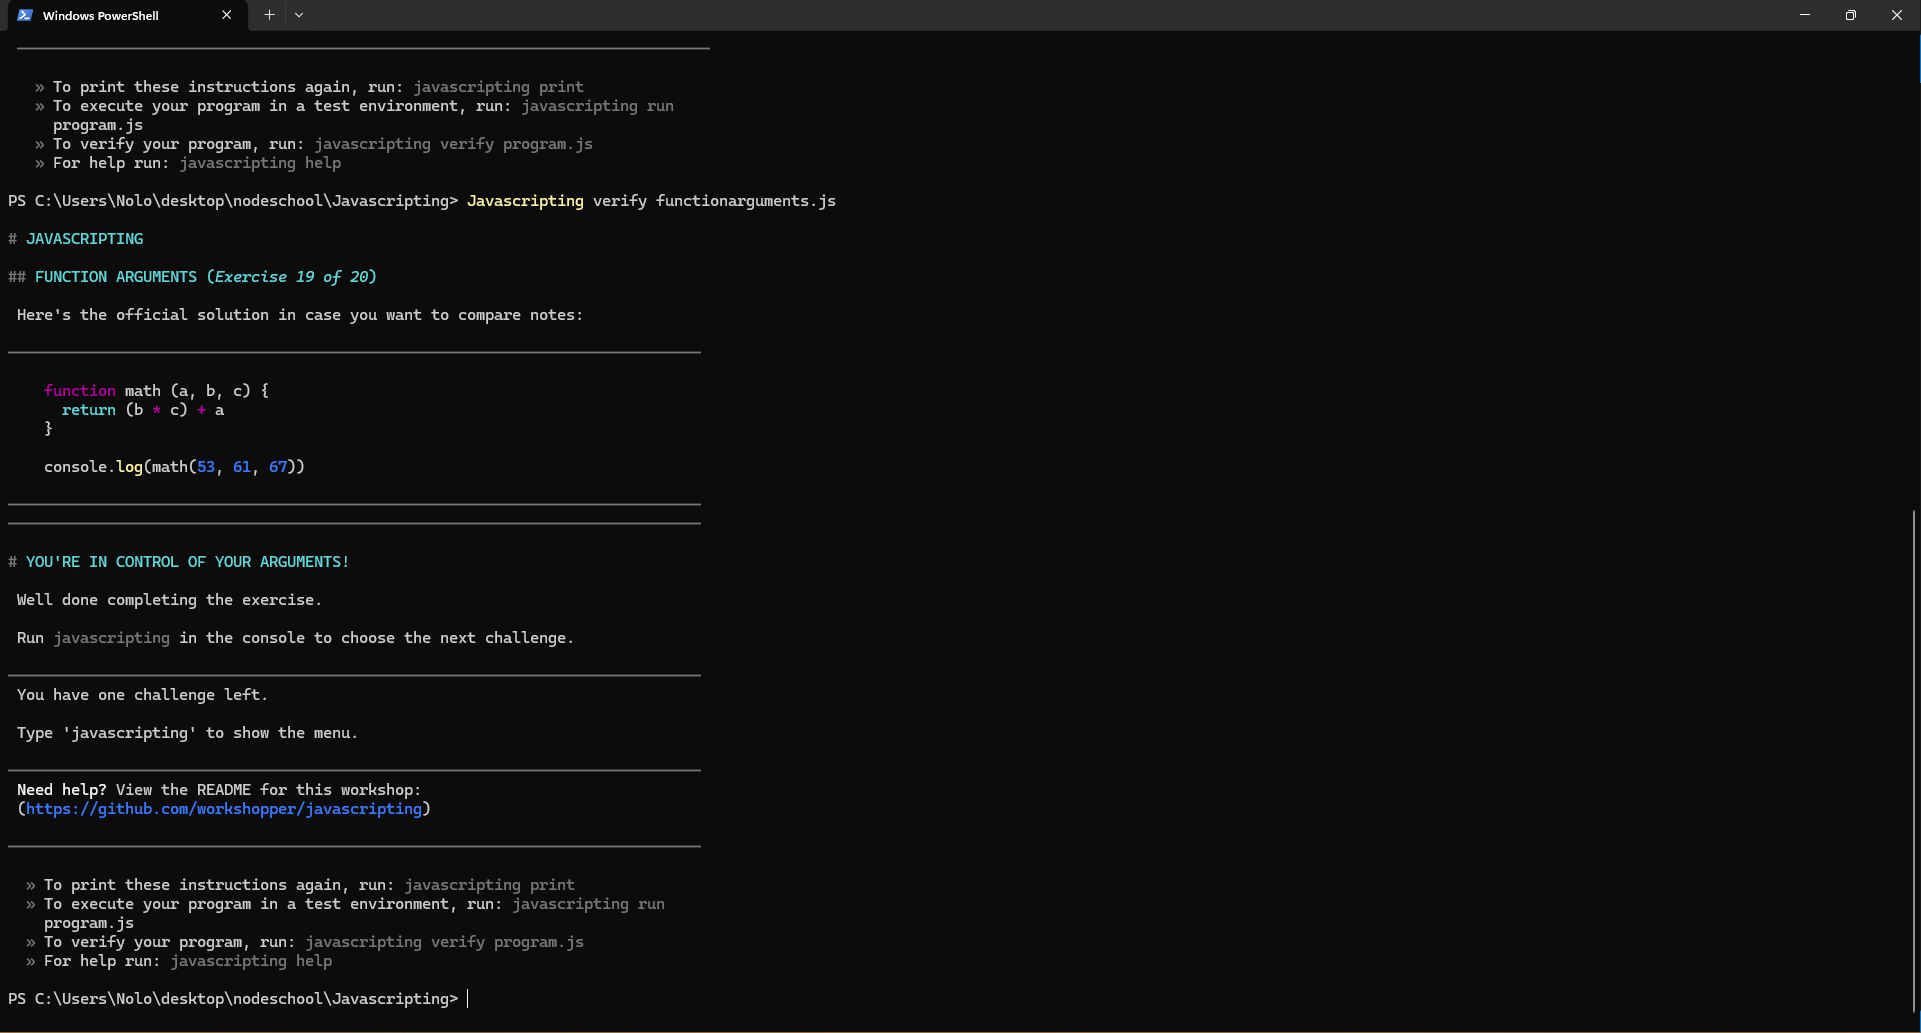 Windows PowerShell
» To print these instructions again, run: javascripting print
» To execute your program in a test environment, run: javascripting run
program.js
» To verify your program, run: javascripting verify program.js
» For help run: javascripting help
PS C:\Users\Nolo\desktop\nodeschool\Javascripting> Javascripting verify functionarguments.js
# JAVASCRIPTING
## FUNCTION ARGUMENTS (Exercise 19 of 20)
Here's the official solution in case you want to compare notes:
function math (a, b, c) {
return (b * c) + a
}
console.log(math(53, 61, 67))
# YOU'RE IN CONTROL OF YOUR ARGUMENTS!
Well done completing the exercise.
Run javascripting in the console to choose the next challenge.
You have one challenge left.
Type 'javascripting' to show the menu.
Need help? View the README for this workshop:
(https://github.com/workshopper/javascripting)
» To print these instructions again, run: javascripting print
» To execute your program in a test environment, run: javascripting run
program.js
» To verify your program, run: javascripting verify program.js
» For help run: javascripting help
PS C:\Users\Nolo\desktop\nodeschool\Javascripting>